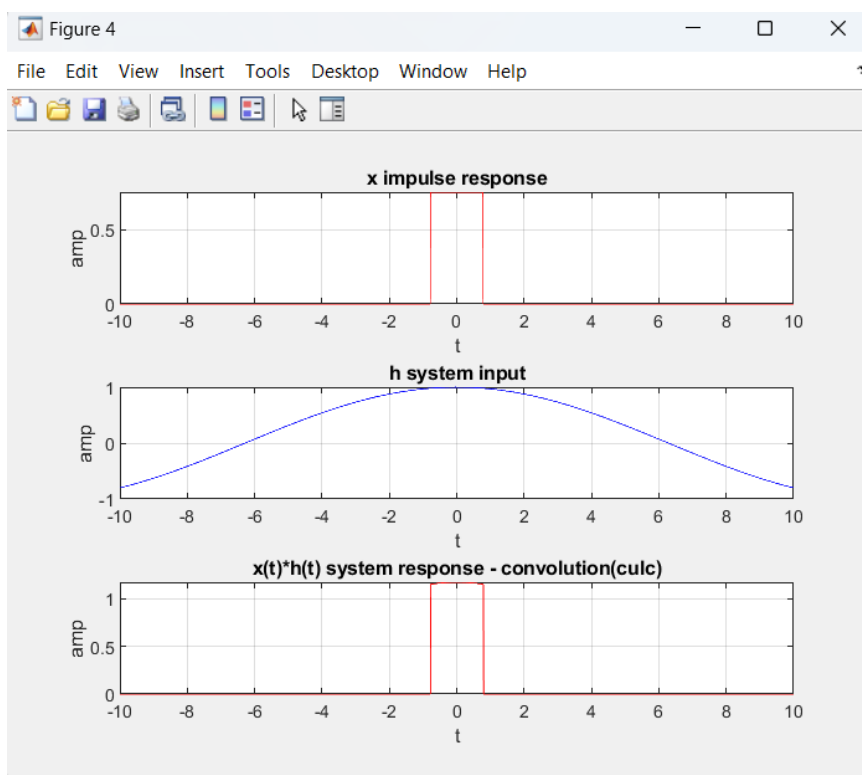 Figure 4
File Edit View Insert Tools Desktop Window Help
x impulse response
amp
0.5
0
-10 -8 -6 -4 -2 0 2 4 6 8 10
t
h system input
amp
1
0
-1
-10 -8 -6 -4 -2 0 2 4 6 8 10
t
x(t)*h(t) system response - convolution(culc)
amp
1
0.5
0
-10 -8 -6 -4 -2 0 2 4 6 8 10
t